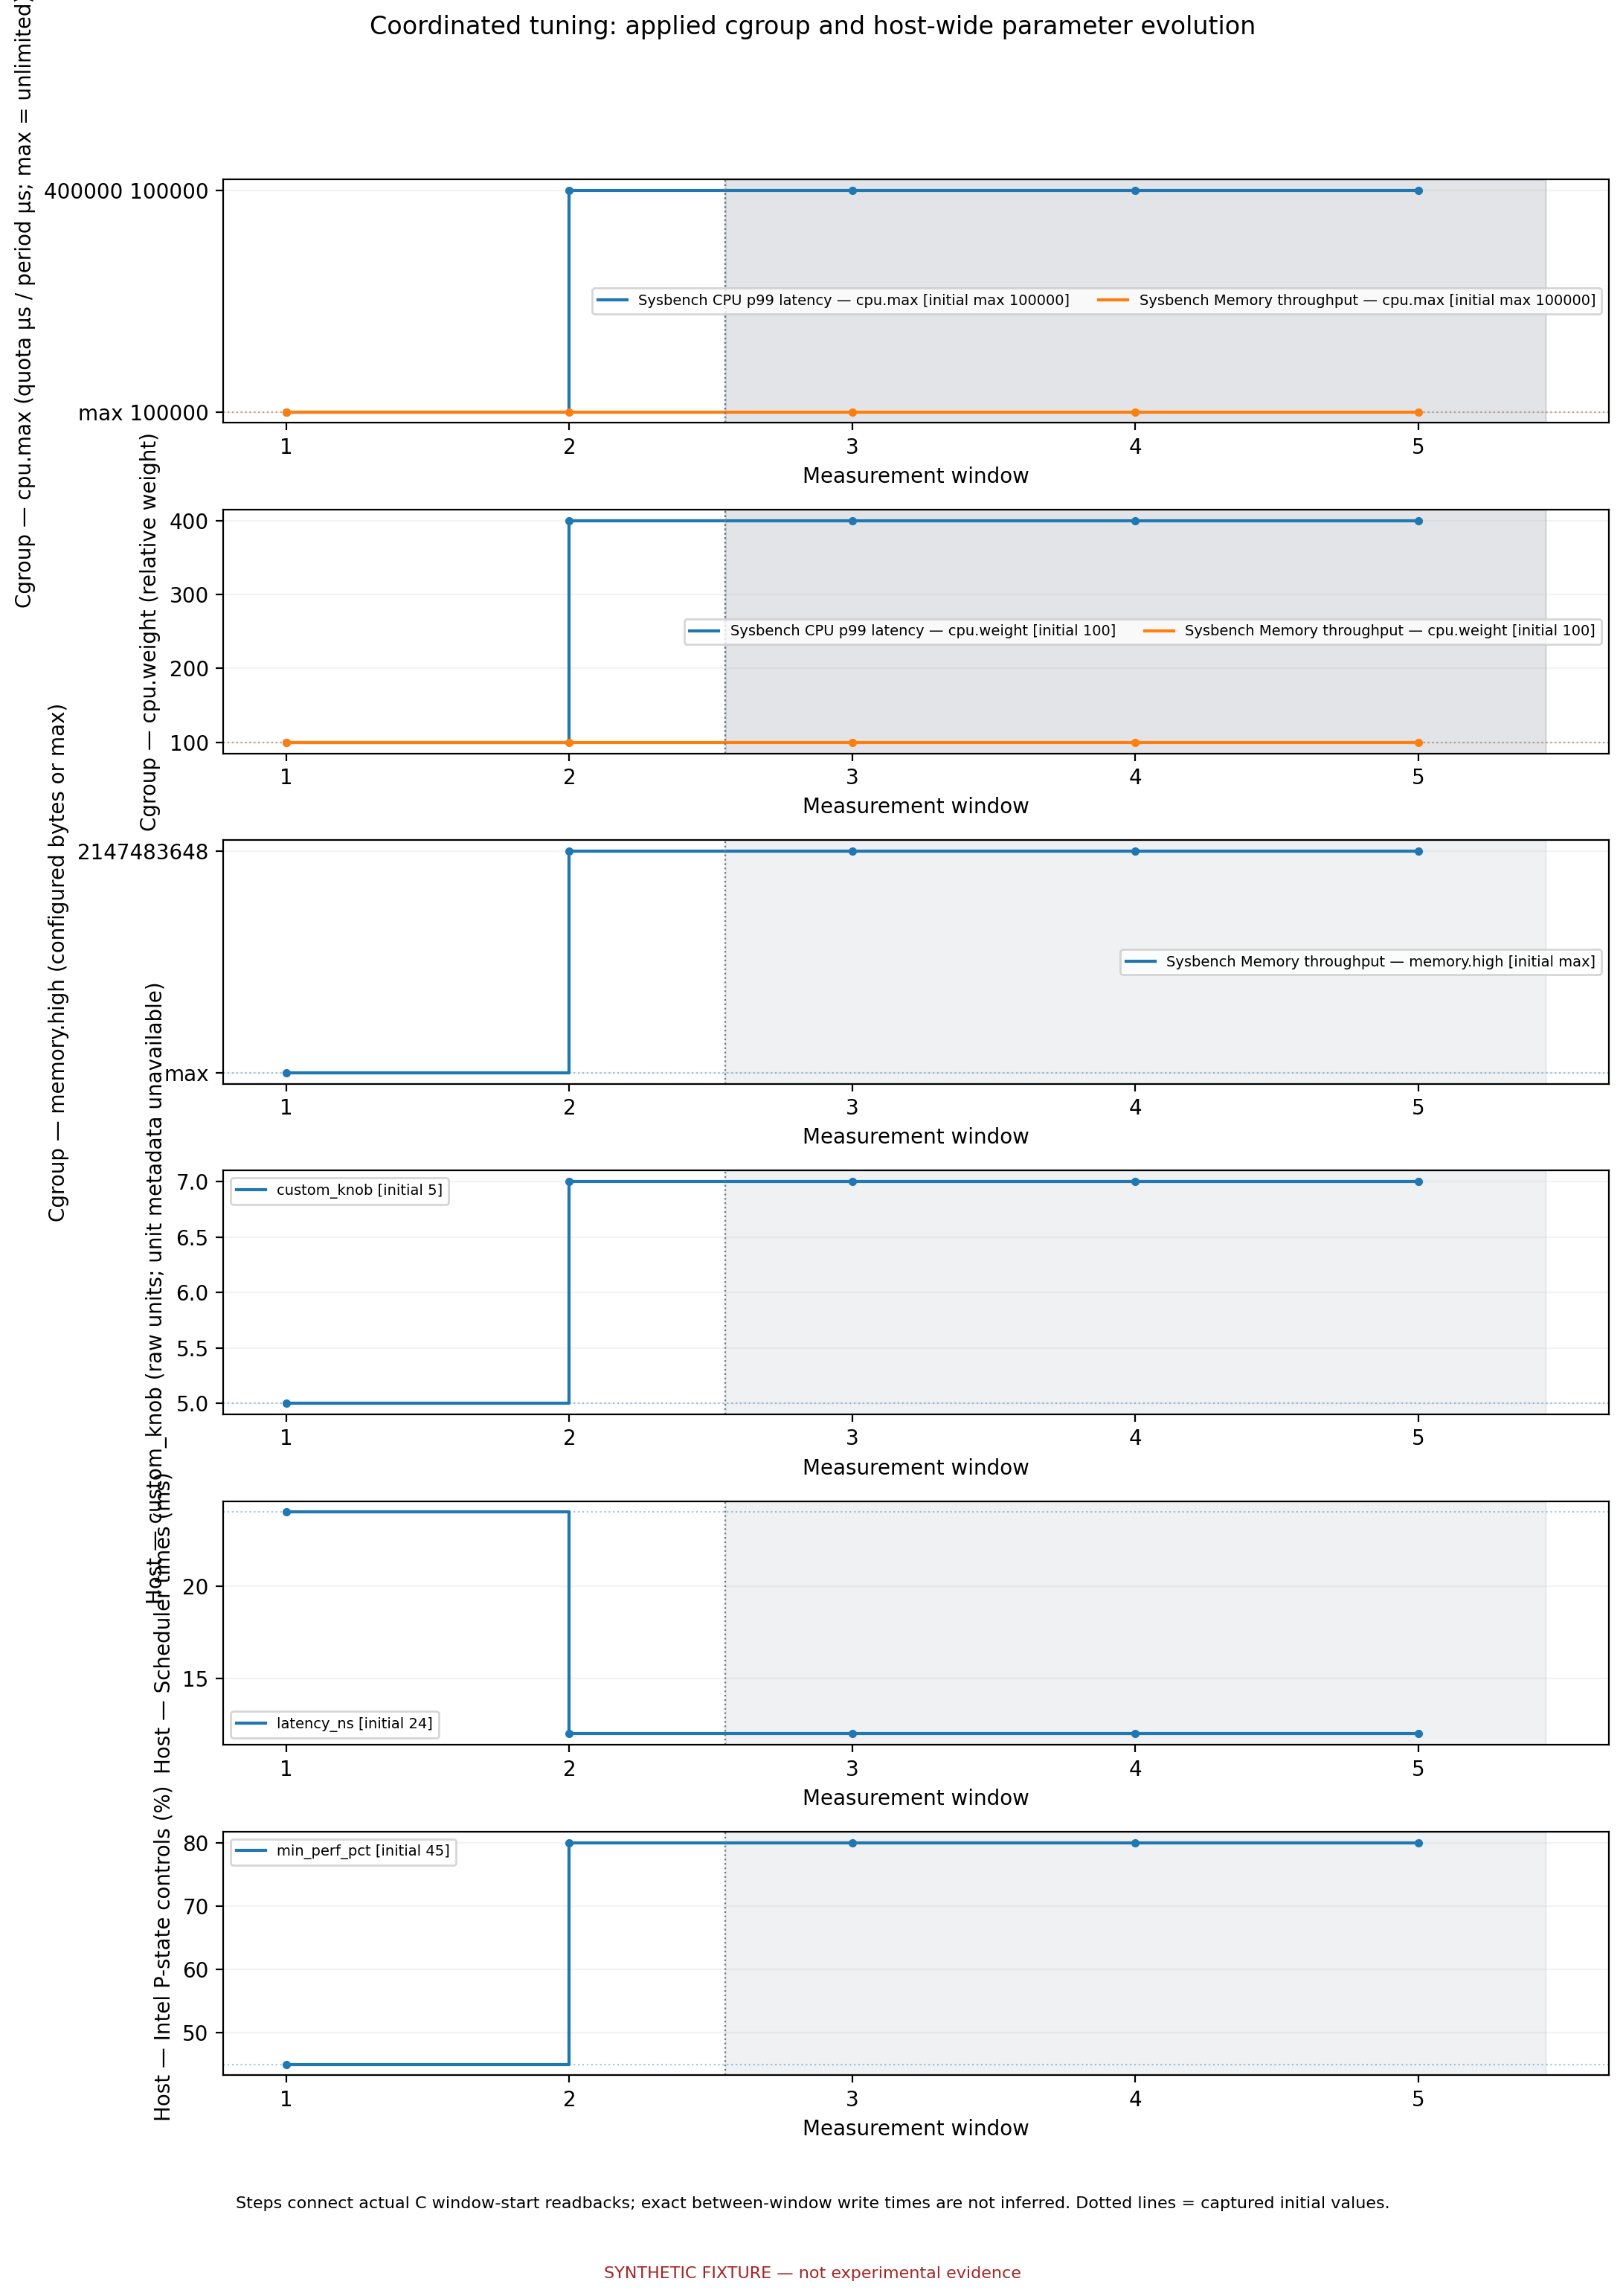 Coordinated tuning: applied cgroup and host-wide parameter evolution
Cgroup — cpu.max (quota µs / period µs; max = unlimited)
400000 100000
max 100000
Sysbench CPU p99 latency — cpu.max [initial max 100000]
Sysbench Memory throughput — cpu.max [initial max 100000]
1 2 3 4 5
Measurement window
Cgroup — cpu.weight (relative weight)
400
300
200
100
Sysbench CPU p99 latency — cpu.weight [initial 100]
Sysbench Memory throughput — cpu.weight [initial 100]
1 2 3 4 5
Measurement window
Cgroup — memory.high (configured bytes or max)
2147483648
max
Sysbench Memory throughput — memory.high [initial max]
1 2 3 4 5
Measurement window
Host — custom_knob (raw units; unit metadata unavailable)
7.0
6.5
6.0
5.5
5.0
custom_knob [initial 5]
1 2 3 4 5
Measurement window
Host — Scheduler times (ms)
20
15
latency_ns [initial 24]
1 2 3 4 5
Measurement window
Host — Intel P-state controls (%)
80
70
60
50
min_perf_pct [initial 45]
1 2 3 4 5
Measurement window
Steps connect actual C window-start readbacks; exact between-window write times are not inferred. Dotted lines = captured initial values.
SYNTHETIC FIXTURE — not experimental evidence